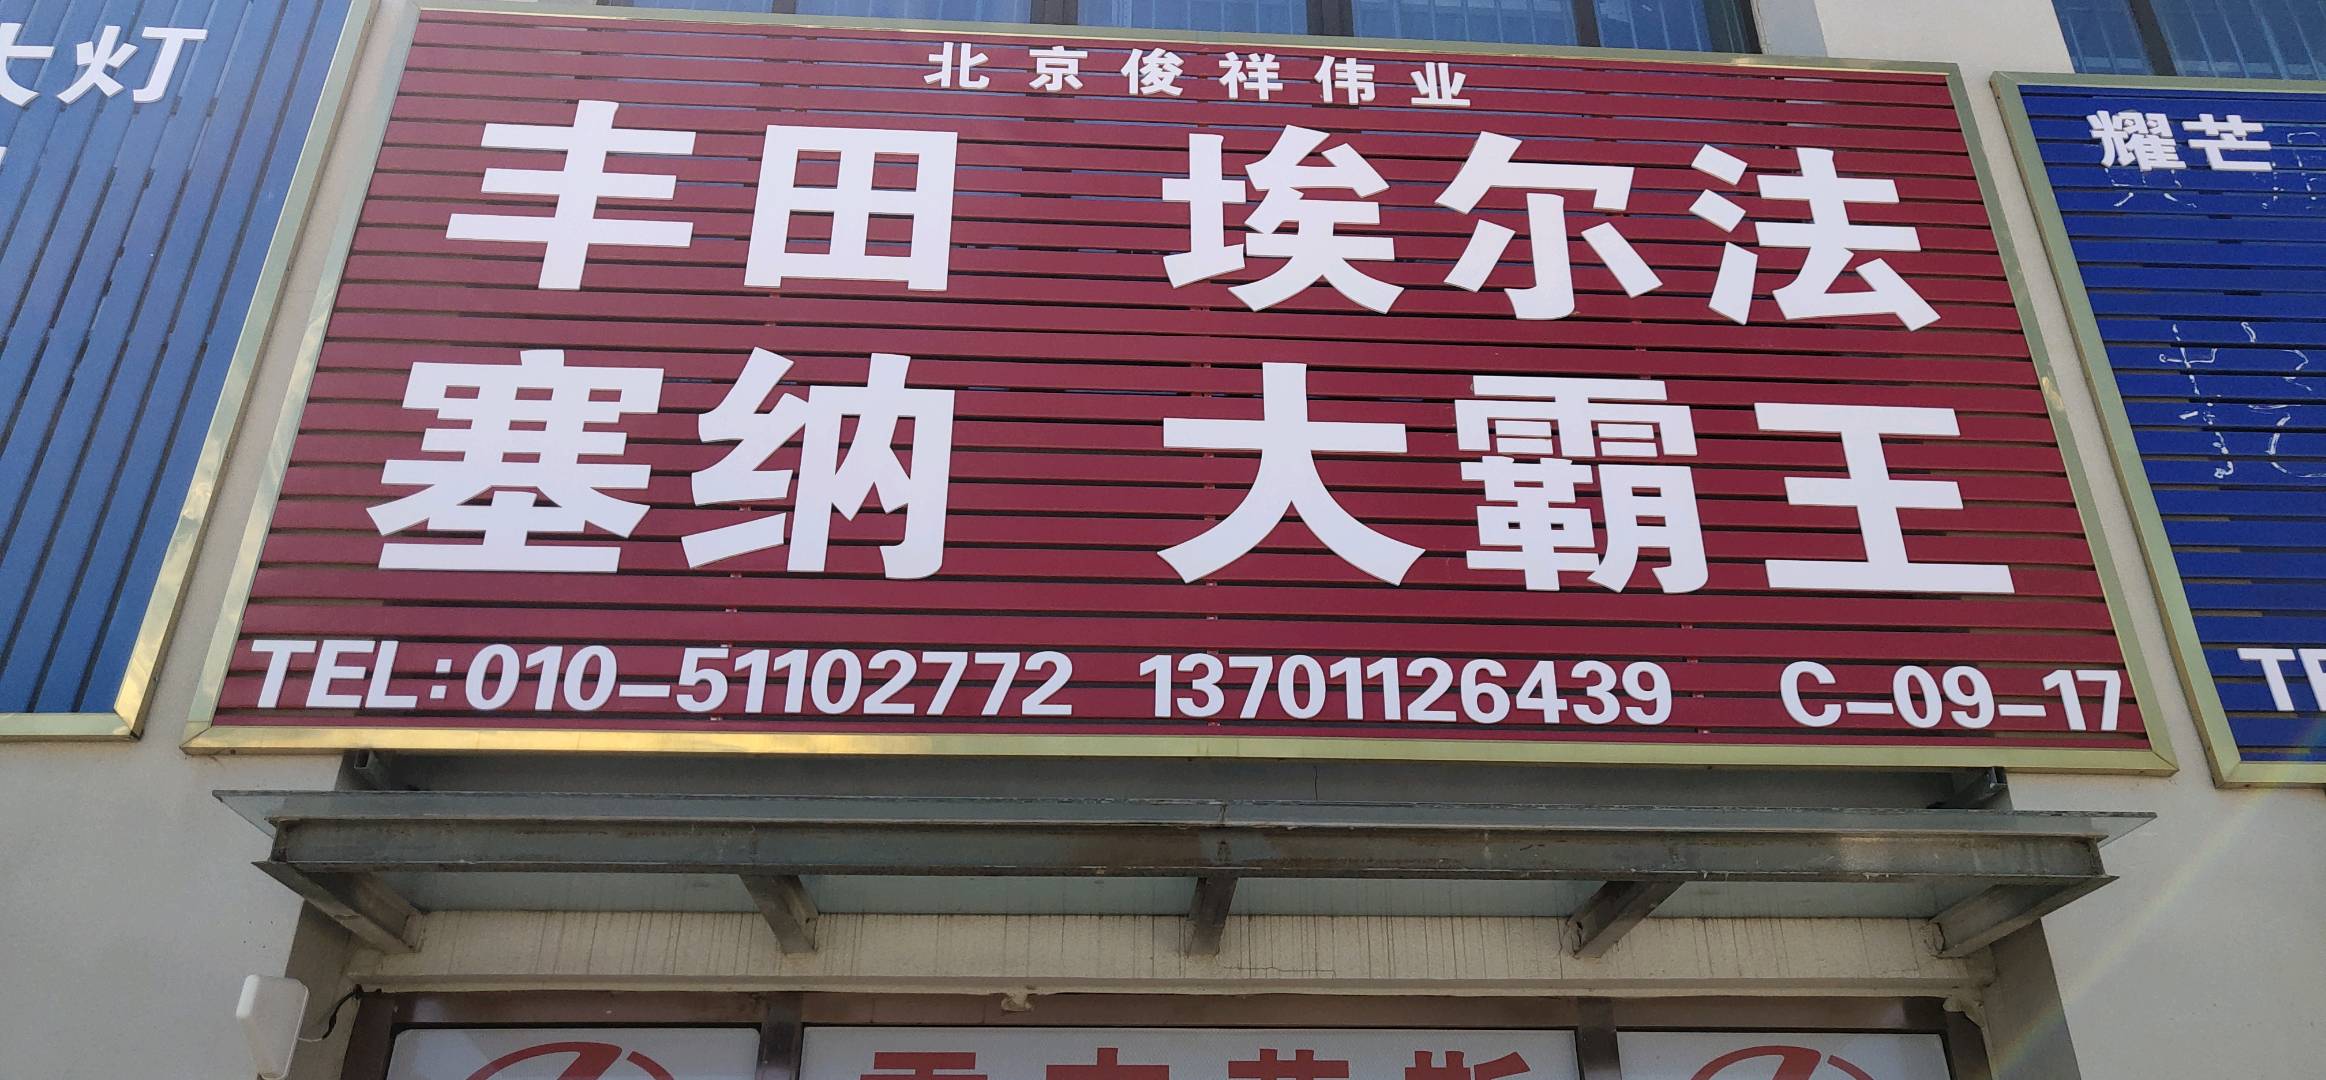 大灯
北京俊祥伟业
丰田 埃尔法
塞纳 大霸王
TEL:010-51102772 13701126439 C-09-17
耀芒